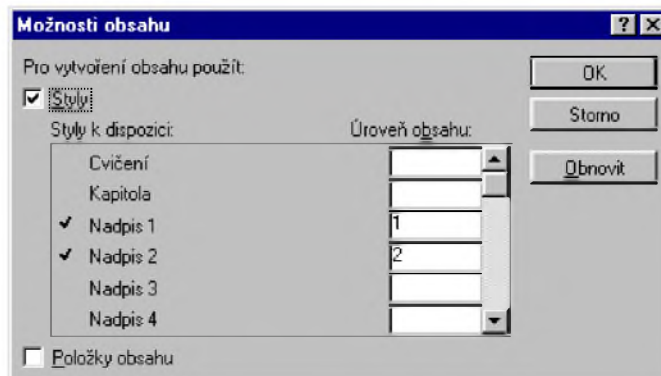 Možnosti obsahu
Pro vytvoření obsahu použít:
OK
Styly
Storno
Styly k dispozici: Úroveň obsahu:
Cvičení
Obnovit
Kapitola
Nadpis 1 1
Nadpis 2 2
Nadpis 3
Nadpis 4
Položky obsahu